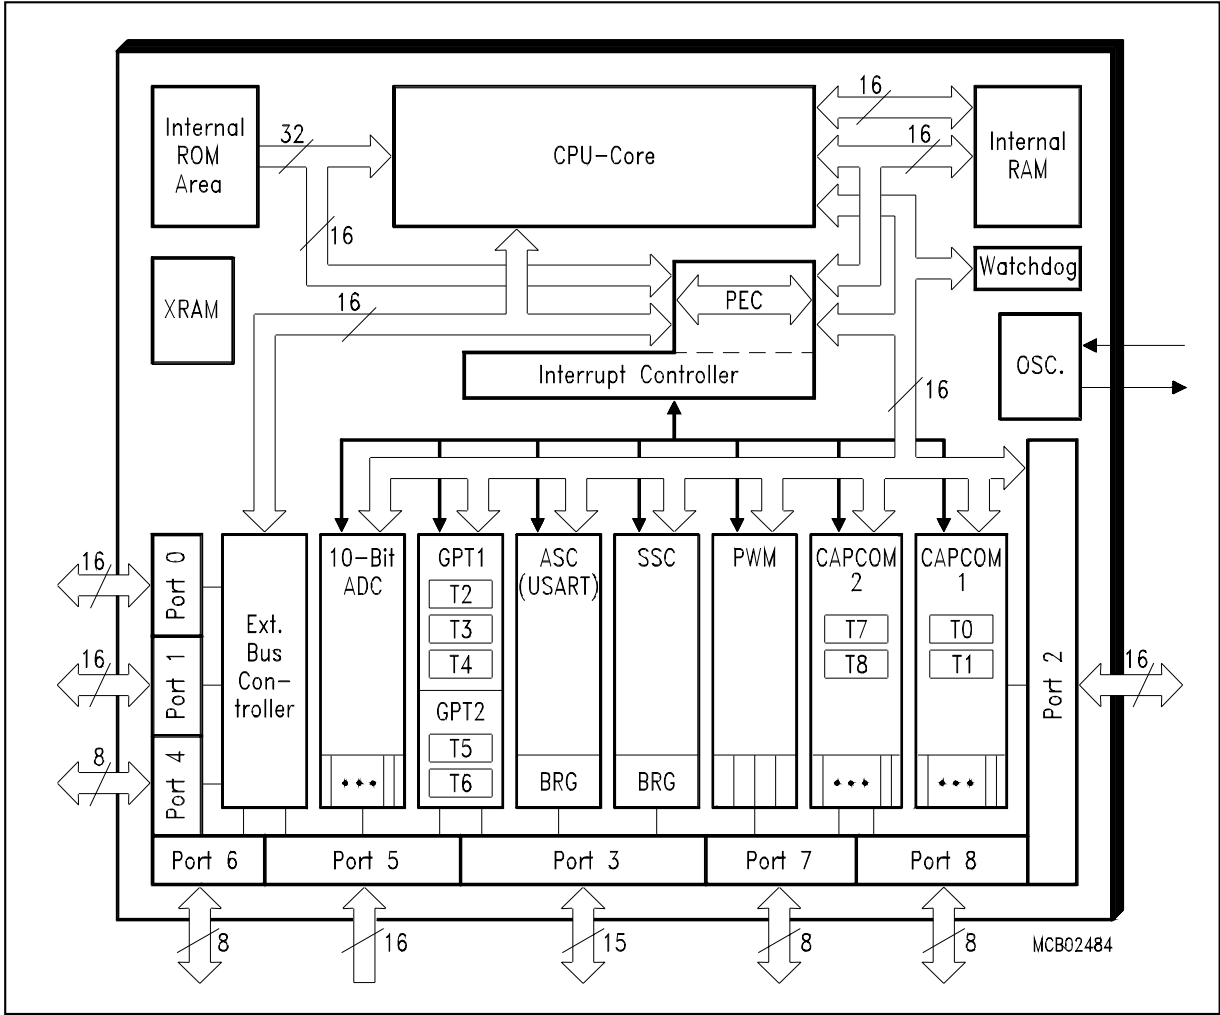 Internal
ROM
Area
32
CPU-Core
16
16
Internal
RAM
16
XRAM
16
PEC
Watchdog
OSC.
Interrupt Controller
16
Port 0
16
Port 1
16
Port 4
8
Ext.
Bus
Con-
troller
10-Bit
ADC
GPT1
T2
T3
T4
GPT2
T5
T6
ASC
(USART)
BRG
SSC
BRG
PWM
CAPCOM
2
T7
T8
CAPCOM
1
T0
T1
Port 2
16
Port 6
Port 5
Port 3
Port 7
Port 8
8
16
15
8
8
MCB02484